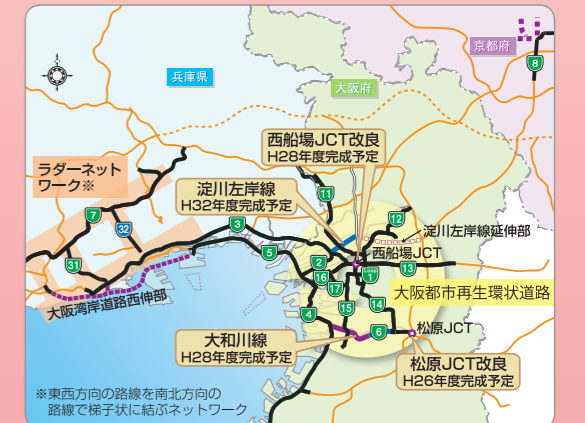 京都府
8
兵庫県
大阪府
西船場JCT改良
H28年度完成予定
ラダーネット
ワーク※
淀川左岸線
H32年度完成予定
11
7
32
3
12
淀川左岸線延伸部
西船場JCT
31
5
2
16
17
Loop
1
13
大阪都市再生環状道路
大阪湾岸道路西伸部
4
15
14
6
松原JCT
大和川線
H28年度完成予定
松原JCT改良
H26年度完成予定
※東西方向の路線を南北方向の
路線で梯子状に結ぶネットワーク